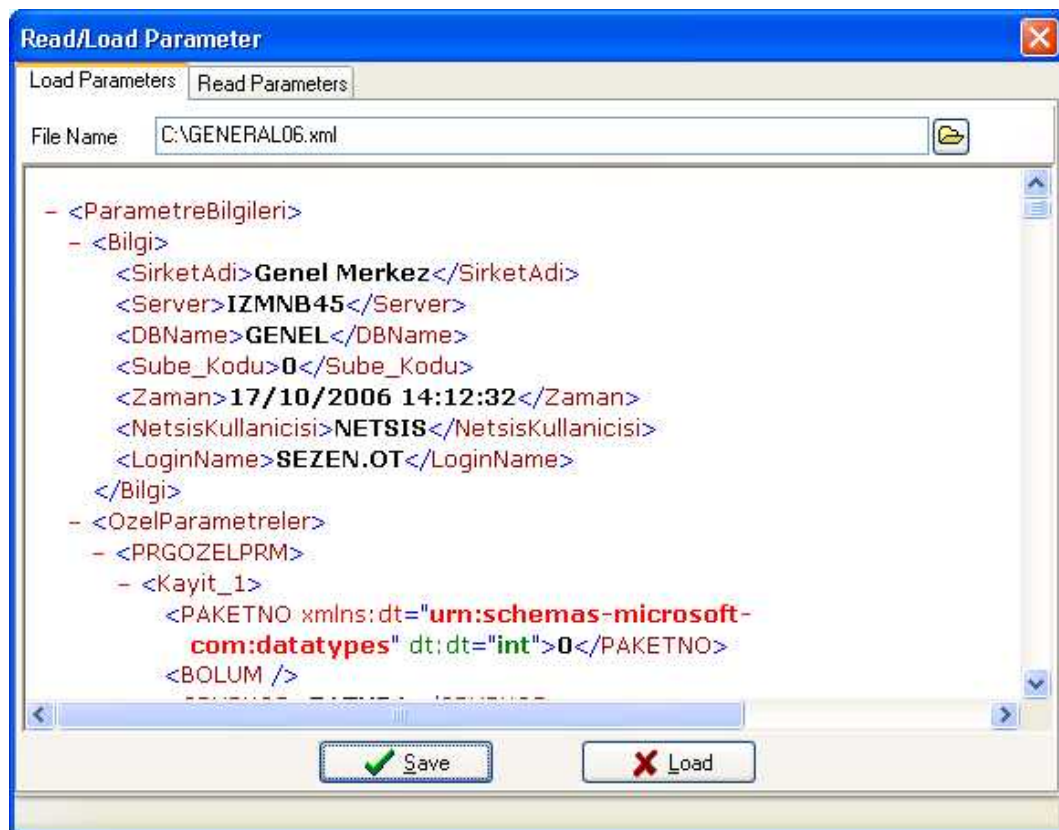 Read/Load Parameter
Load Parameters Read Parameters
File Name C:\GENERAL06.xml
- <ParametreBilgileri>
- <Bilgi>
<SirketAdi>Genel Merkez</SirketAdi>
<Server>IZMNB45</Server>
<DBName>GENEL</DBName>
<Sube_Kodu>0</Sube_Kodu>
<Zaman>17/10/2006 14:12:32</Zaman>
<NetsisKullanicisi>NETSIS</NetsisKullanicisi>
<LoginName>SEZEN.OT</LoginName>
</Bilgi>
- <OzelParametreler>
- <PRGOZELPRM>
- <Kayit_1>
<PAKETNO xmlns:dt="urn:schemas-microsoft-
com:datatypes" dt:dt="int">0</PAKETNO>
<BOLUM />
Save Load